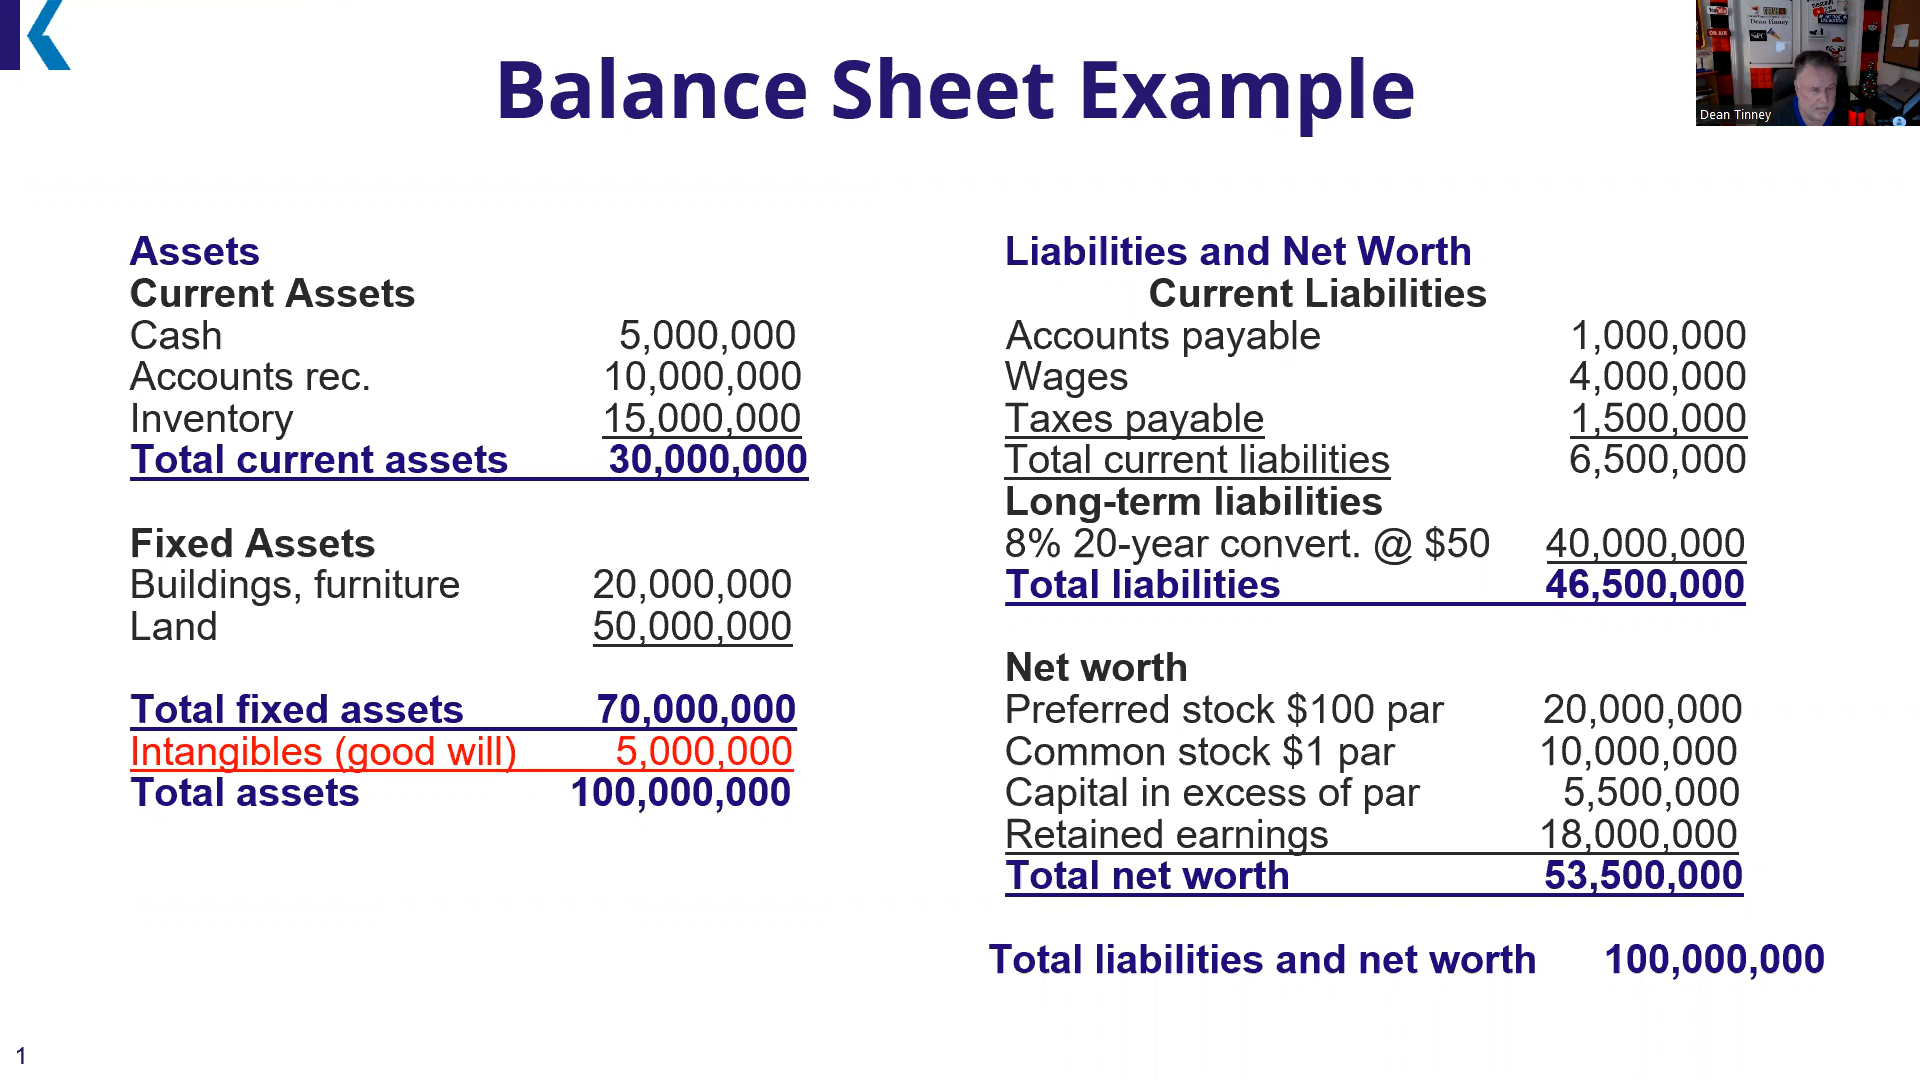 Balance Sheet Example
Dean Tinney
Assets
Current Assets
Cash 5,000,000
Accounts rec. 10,000,000
Inventory 15,000,000
Total current assets 30,000,000
Fixed Assets
Buildings, furniture 20,000,000
Land 50,000,000
Total fixed assets 70,000,000
Intangibles (good will) 5,000,000
Total assets 100,000,000
Liabilities and Net Worth
Current Liabilities
Accounts payable 1,000,000
Wages 4,000,000
Taxes payable 1,500,000
Total current liabilities 6,500,000
Long-term liabilities
8% 20-year convert. @ $50 40,000,000
Total liabilities 46,500,000
Net worth
Preferred stock $100 par 20,000,000
Common stock $1 par 10,000,000
Capital in excess of par 5,500,000
Retained earnings 18,000,000
Total net worth 53,500,000
Total liabilities and net worth 100,000,000
1